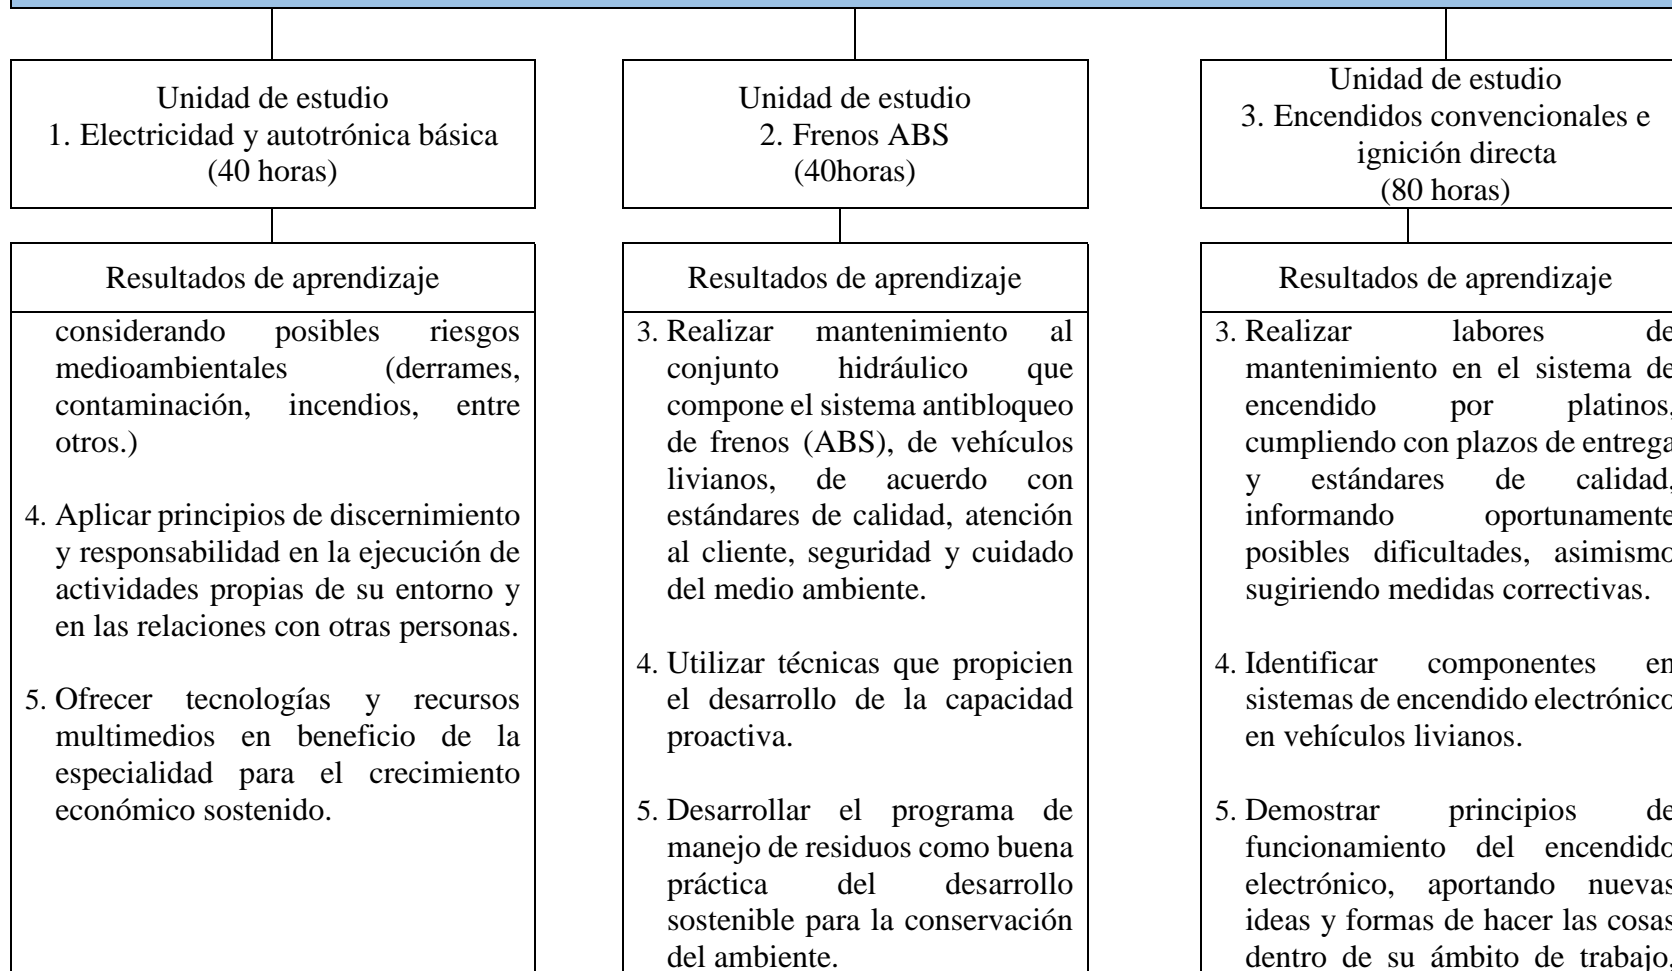 Unidad de estudio
1. Electricidad y autotrónica básica
(40 horas)
Resultados de aprendizaje
considerando posibles riesgos
medioambientales (derrames,
contaminación, incendios, entre
otros.)
4. Aplicar principios de discernimiento
y responsabilidad en la ejecución de
actividades propias de su entorno y
en las relaciones con otras personas.
5. Ofrecer tecnologías y recursos
multimedios en beneficio de la
especialidad para el crecimiento
económico sostenido.
Unidad de estudio
2. Frenos ABS
(40horas)
Resultados de aprendizaje
3. Realizar mantenimiento al
conjunto hidráulico que
compone el sistema antibloqueo
de frenos (ABS), de vehículos
livianos, de acuerdo con
estándares de calidad, atención
al cliente, seguridad y cuidado
del medio ambiente.
4. Utilizar técnicas que propicien
el desarrollo de la capacidad
proactiva.
5. Desarrollar el programa de
manejo de residuos como buena
práctica del desarrollo
sostenible para la conservación
del ambiente.
Unidad de estudio
3. Encendidos convencionales e
ignición directa
(80 horas)
Resultados de aprendizaje
3. Realizar labores de
mantenimiento en el sistema de
encendido por platinos,
cumpliendo con plazos de entrega
y estándares de calidad,
informando oportunamente
posibles dificultades, asimismo
sugiriendo medidas correctivas.
4. Identificar componentes en
sistemas de encendido electrónico
en vehículos livianos.
5. Demostrar principios de
funcionamiento del encendido
electrónico, aportando nuevas
ideas y formas de hacer las cosas
dentro de su ámbito de trabajo,